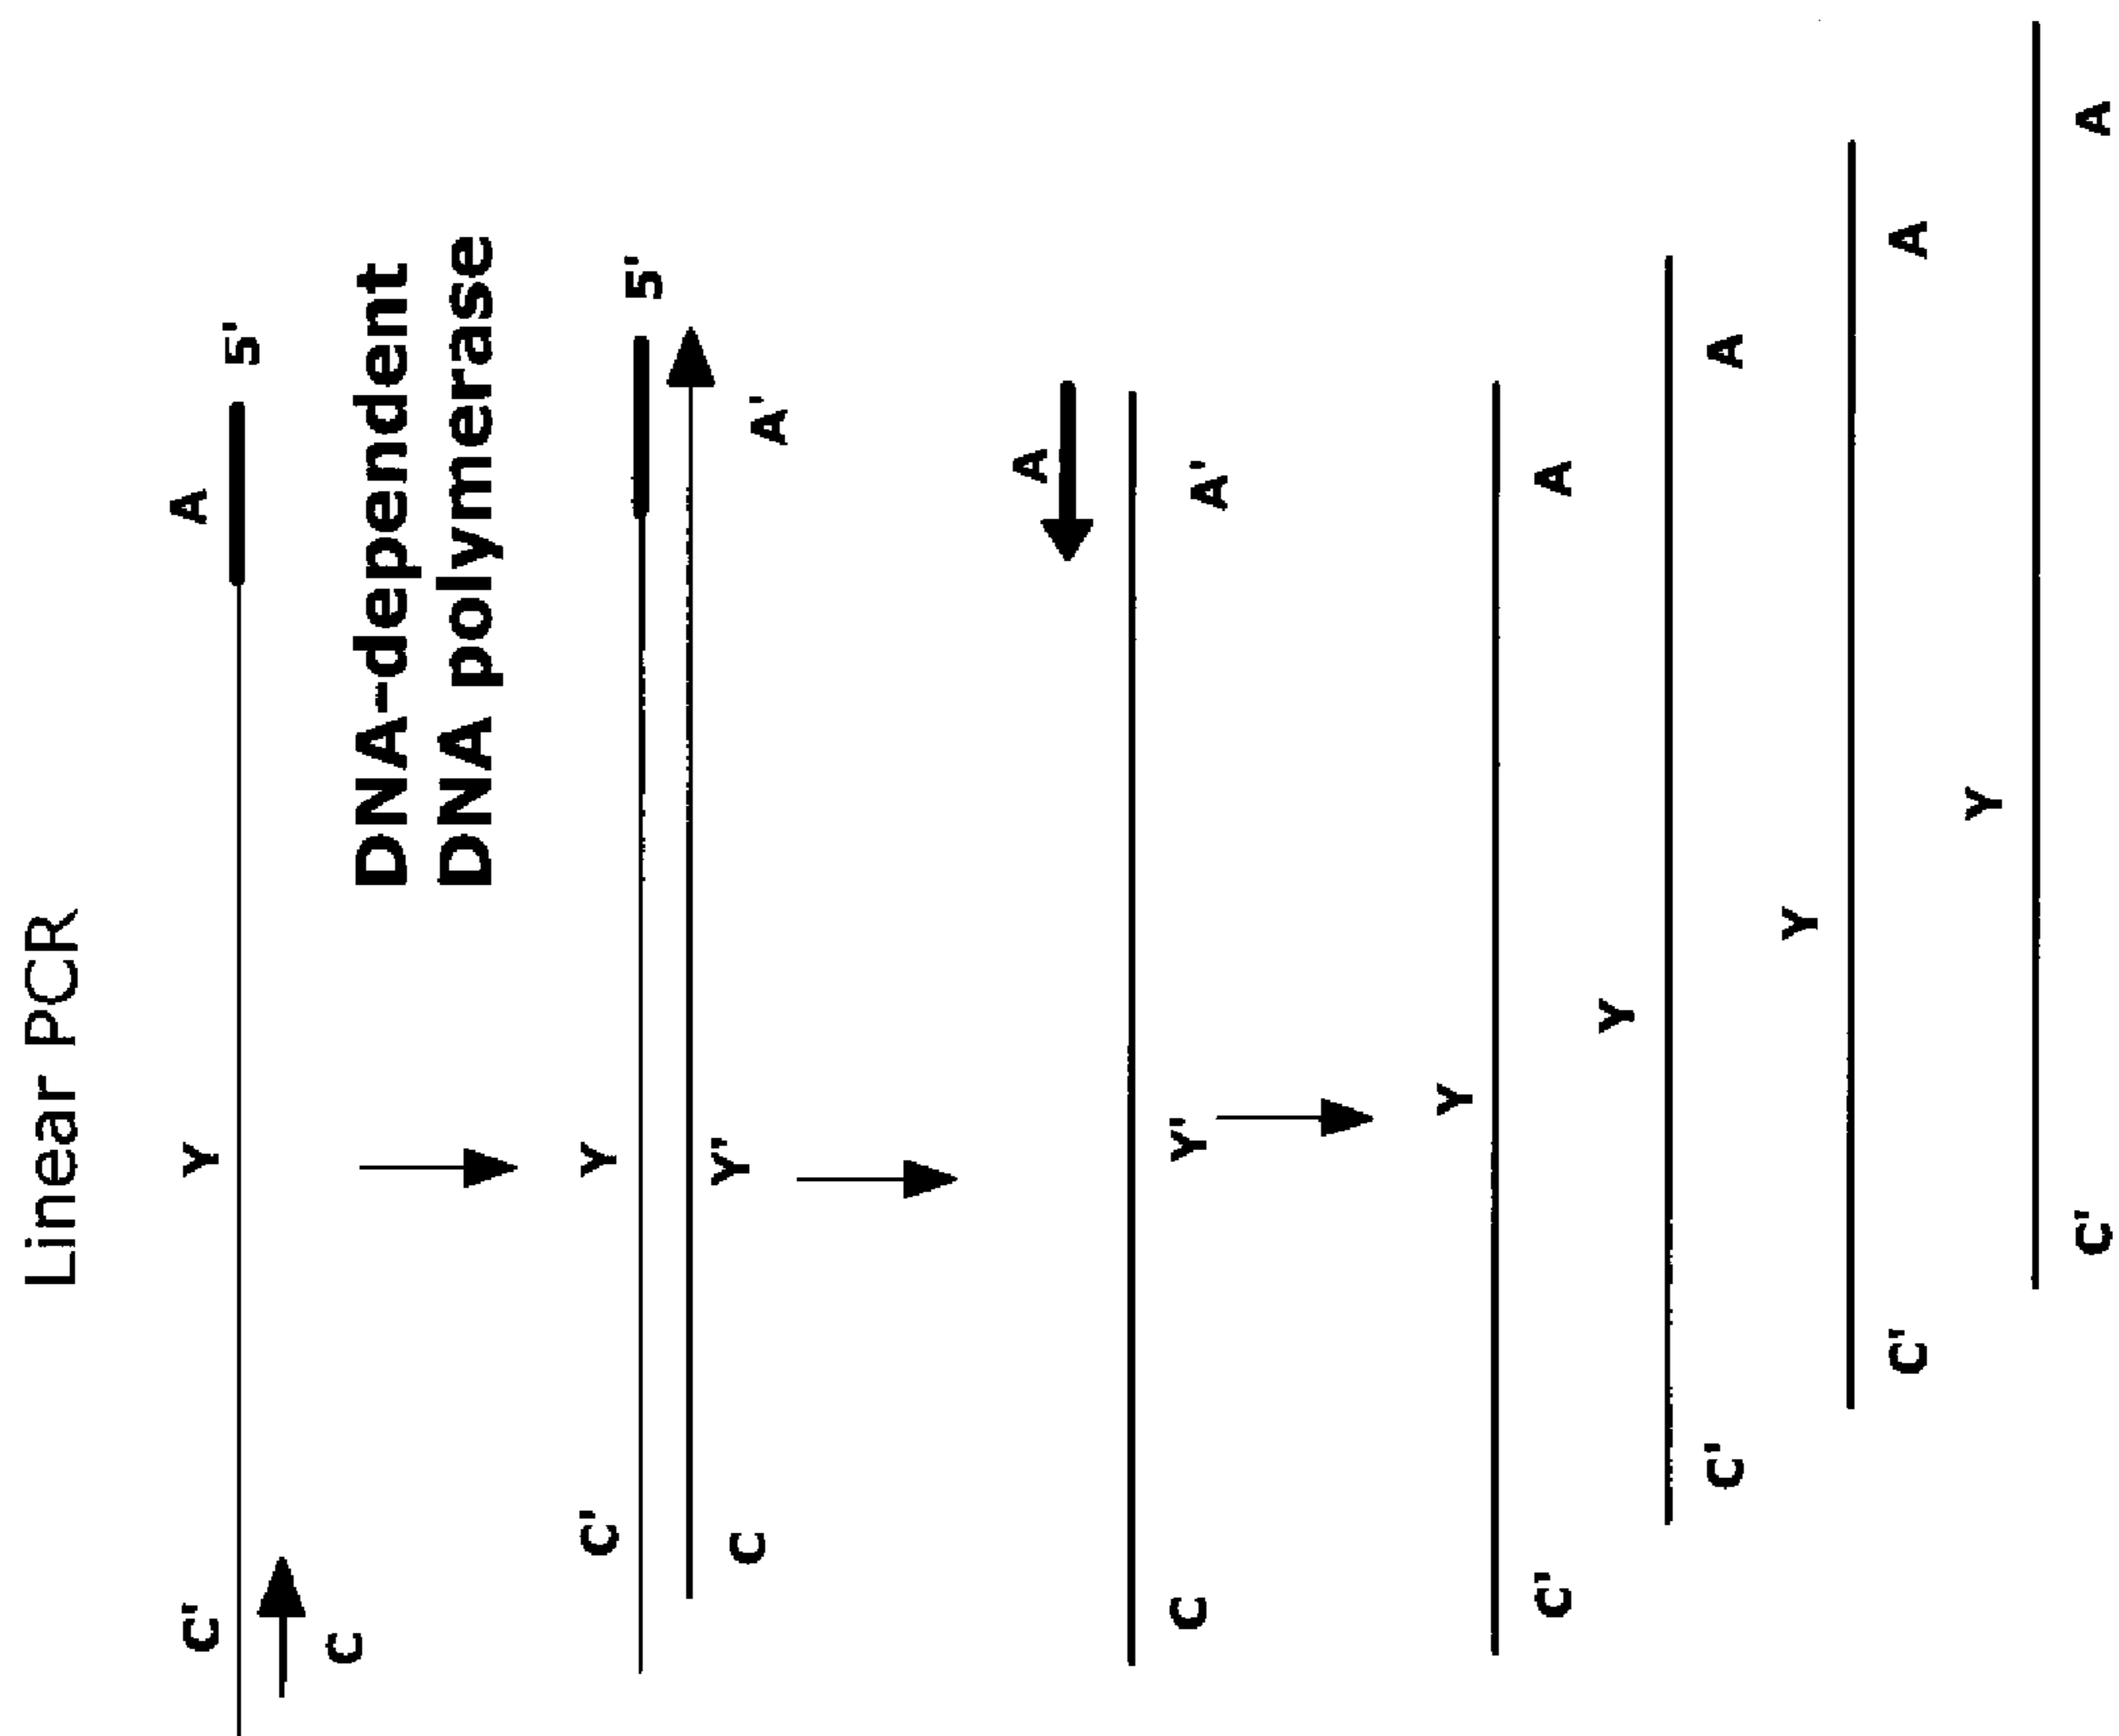 Linear PCR
C' Y A
5'
C
DNA-dependent
DNA polymerase
C' Y 5'
C Y' A'
A
C Y' A'
Y
C' A
Y
C' A
Y
C' A
Y
C' A